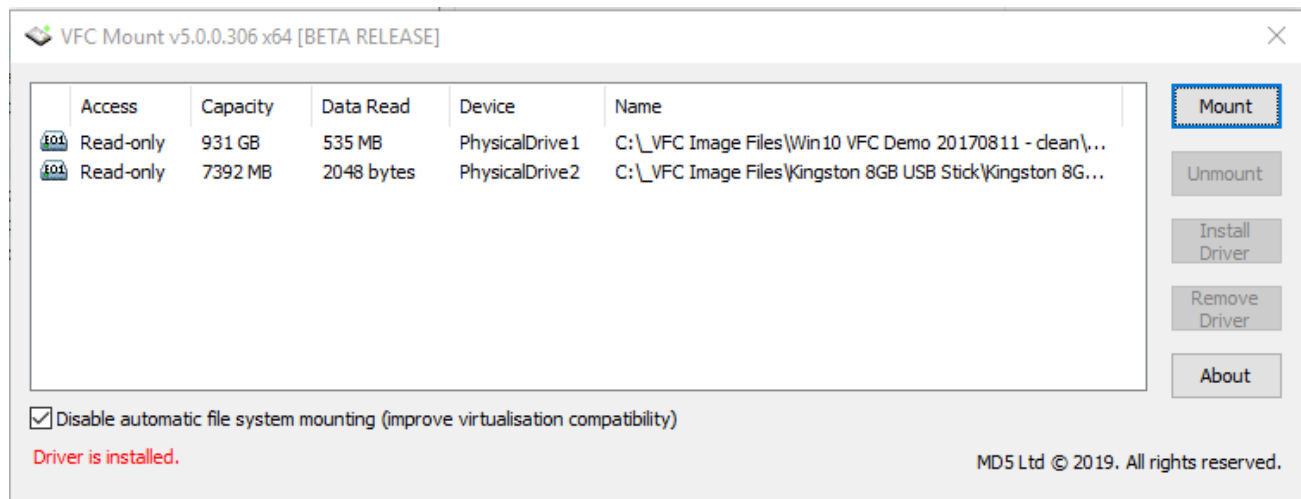 VFC Mount v5.0.0.306 x64 [BETA RELEASE]
Access Capacity Data Read Device Name
Read-only 931 GB 535 MB PhysicalDrive1 C:\_VFC Image Files\Win10 VFC Demo 20170811 - clean\...
Read-only 7392 MB 2048 bytes PhysicalDrive2 C:\_VFC Image Files\Kingston 8GB USB Stick\Kingston 8G...
Mount
Unmount
Install
Driver
Remove
Driver
About
Disable automatic file system mounting (improve virtualisation compatibility)
Driver is installed.
MD5 Ltd © 2019. All rights reserved.